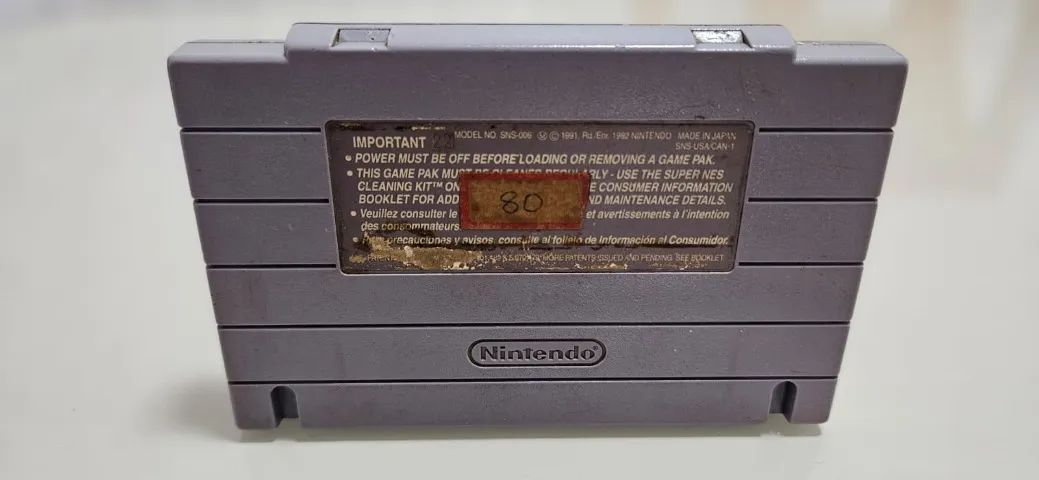 IMPORTANT
MODEL NO. SNS-006 Ⓜ © 1991, Rd./Enr. 1992 NINTENDO MADE IN JAPAN
SNS-USA/CAN-1
• POWER MUST BE OFF BEFORE LOADING OR REMOVING A GAME PAK.
• THIS GAME PAK MUST BE CLEANED REGULARLY - USE THE SUPER NES
CLEANING KIT™ CONSUMER INFORMATION
BOOKLET FOR AND MAINTENANCE DETAILS.
80
• Veuillez consulter le et avertissements à l'intention
des consommateurs.
• precauciones y avisos, consulte al folleto de Información al Consumidor.
MORE PATENTS ISSUED AND PENDING. SEE BOOKLET.
Nintendo